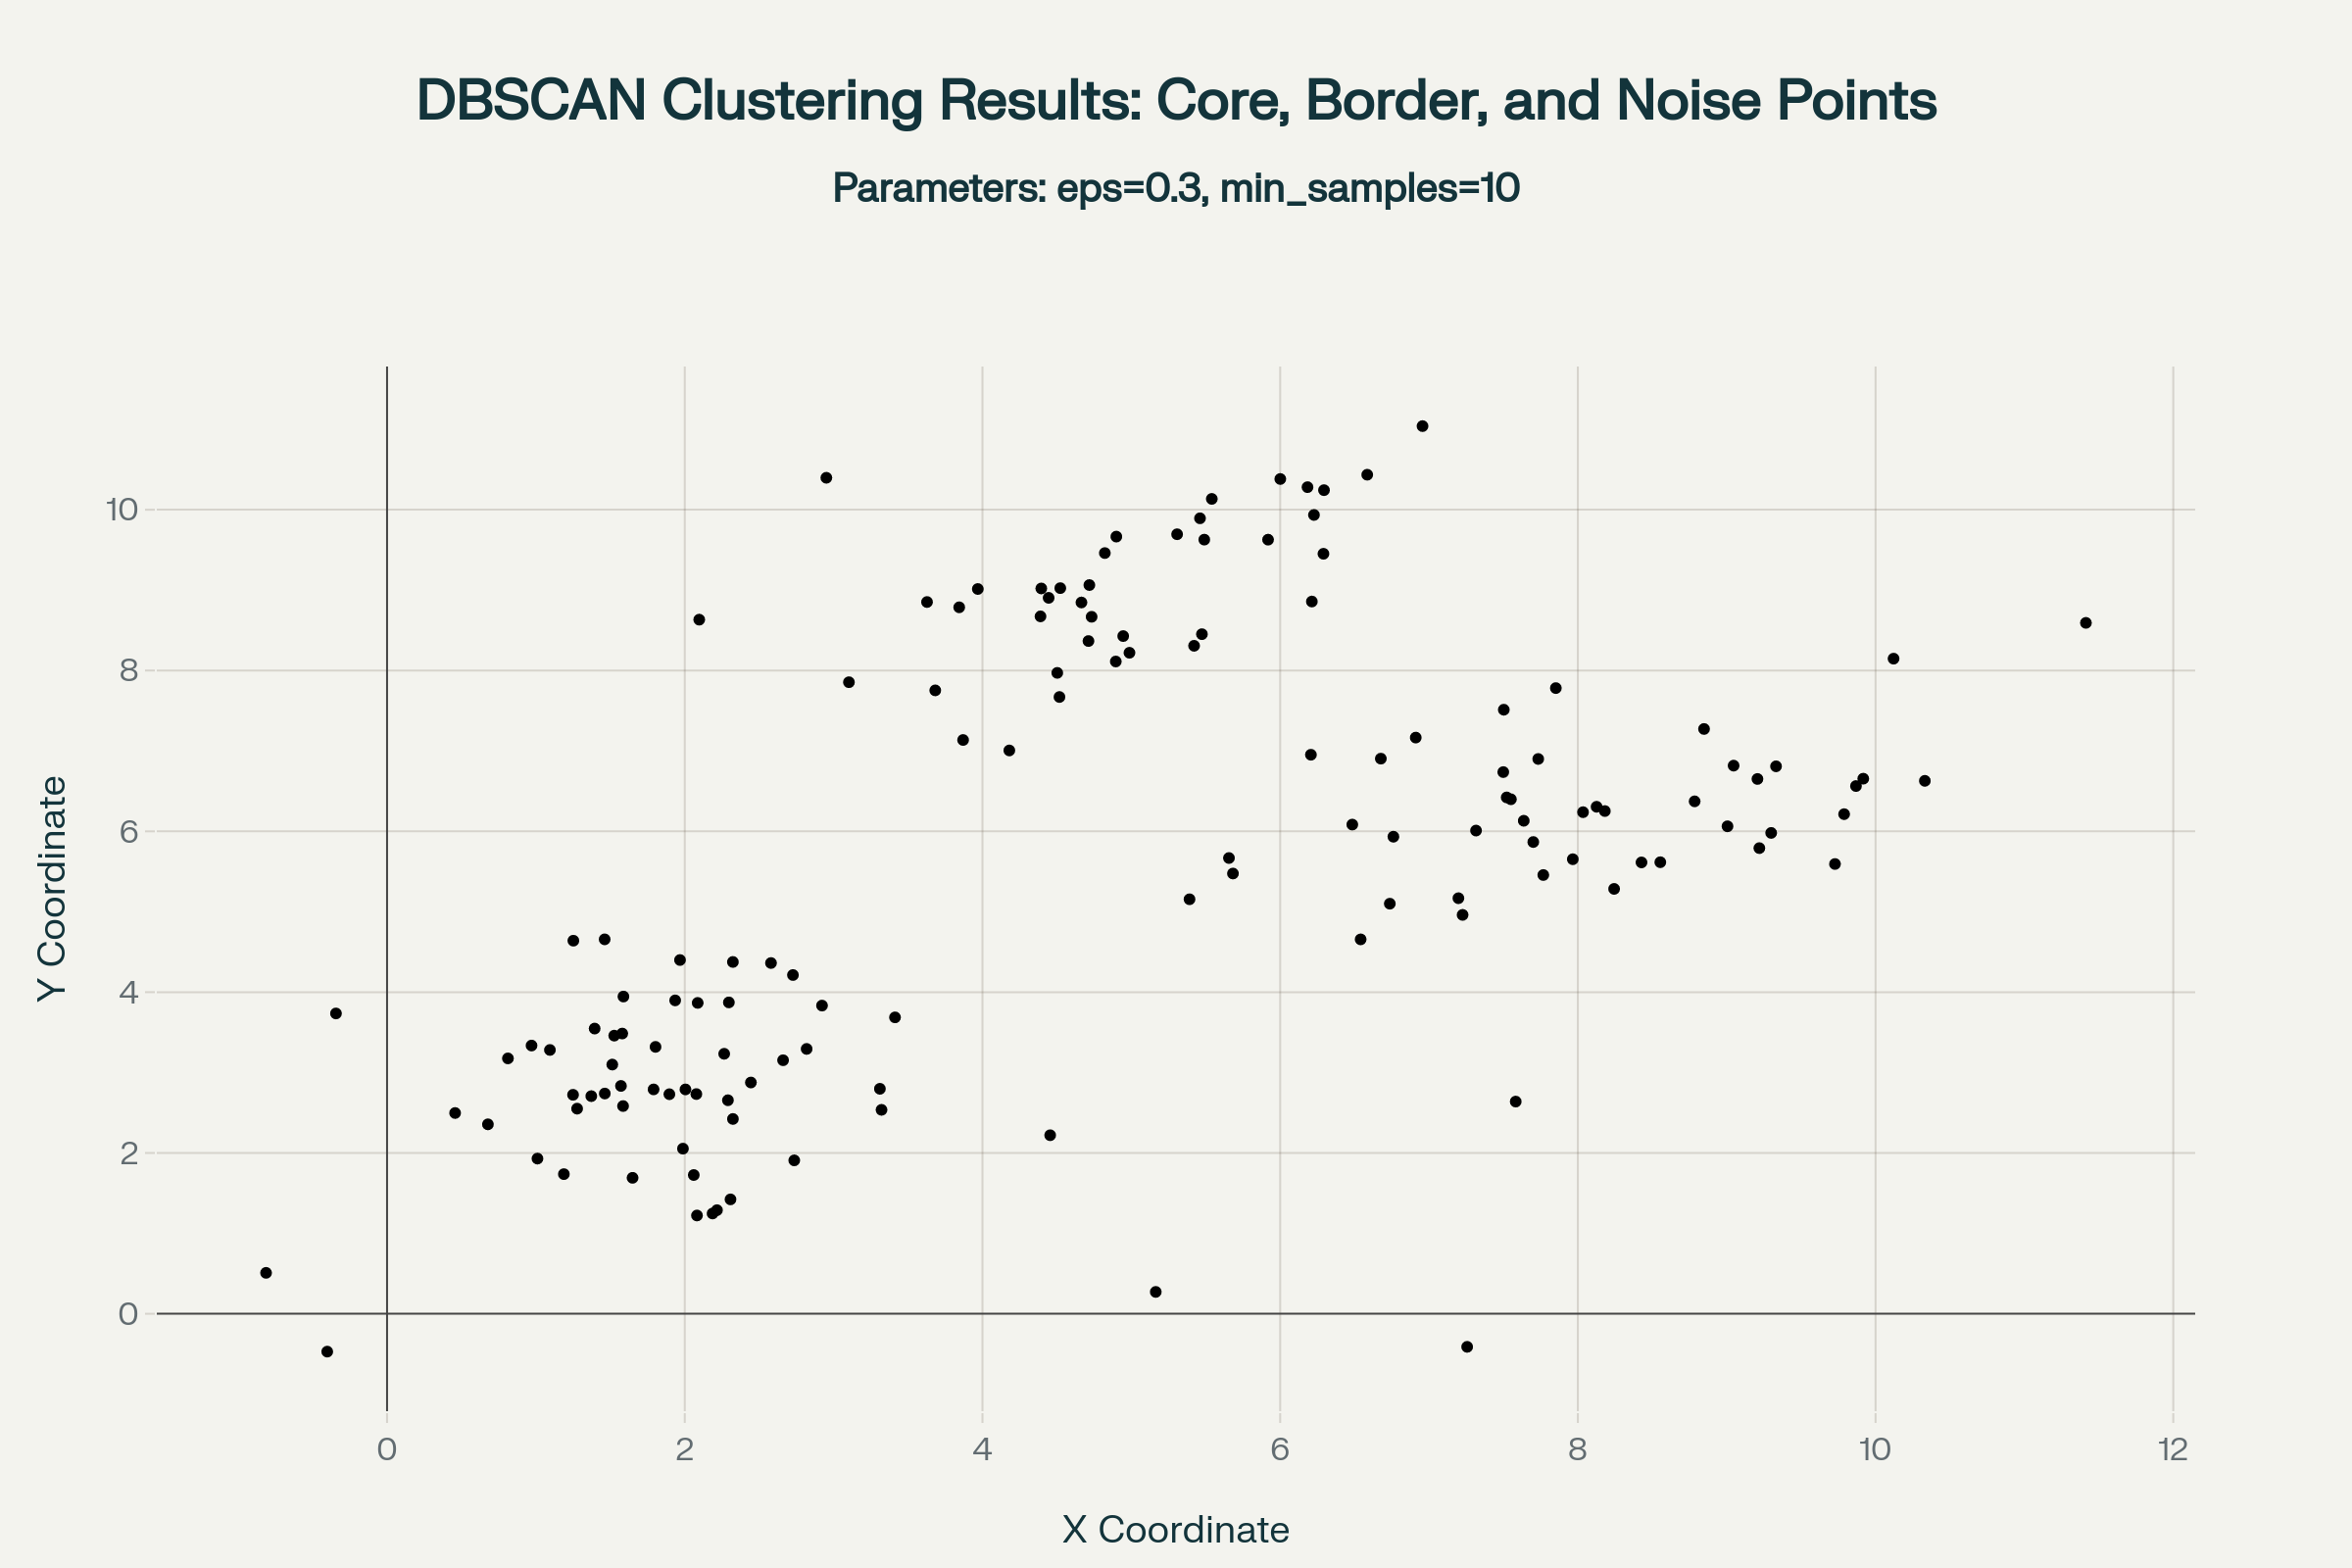 DBSCAN Clustering Results: Core, Border, and Noise Points
Parameters: eps=0.3, min_samples=10
10
8
6
4
2
0
Y Coordinate
0 2 4 6 8 10 12
X Coordinate